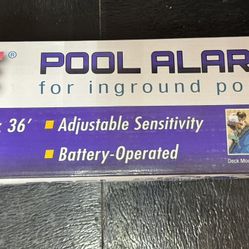 ® POOL ALAR
for inground po
x 36' ▪ Adjustable Sensitivity
▪ Battery-Operated
Deck Mo